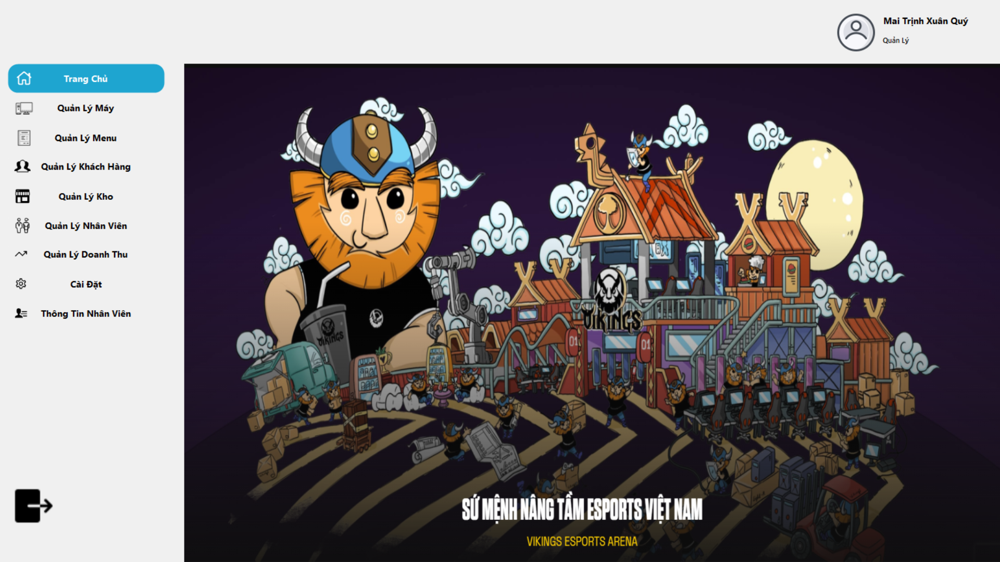 Mai Trịnh Xuân Quý
Quản Lý
Trang Chủ
Quản Lý Máy
Quản Lý Menu
Quản Lý Khách Hàng
Quản Lý Kho
Quản Lý Nhân Viên
Quản Lý Doanh Thu
Cài Đặt
Thông Tin Nhân Viên
VIKINGS
VIKINGS
01
01
SỨ MỆNH NÂNG TẦM ESPORTS VIỆT NAM
VIKINGS ESPORTS ARENA